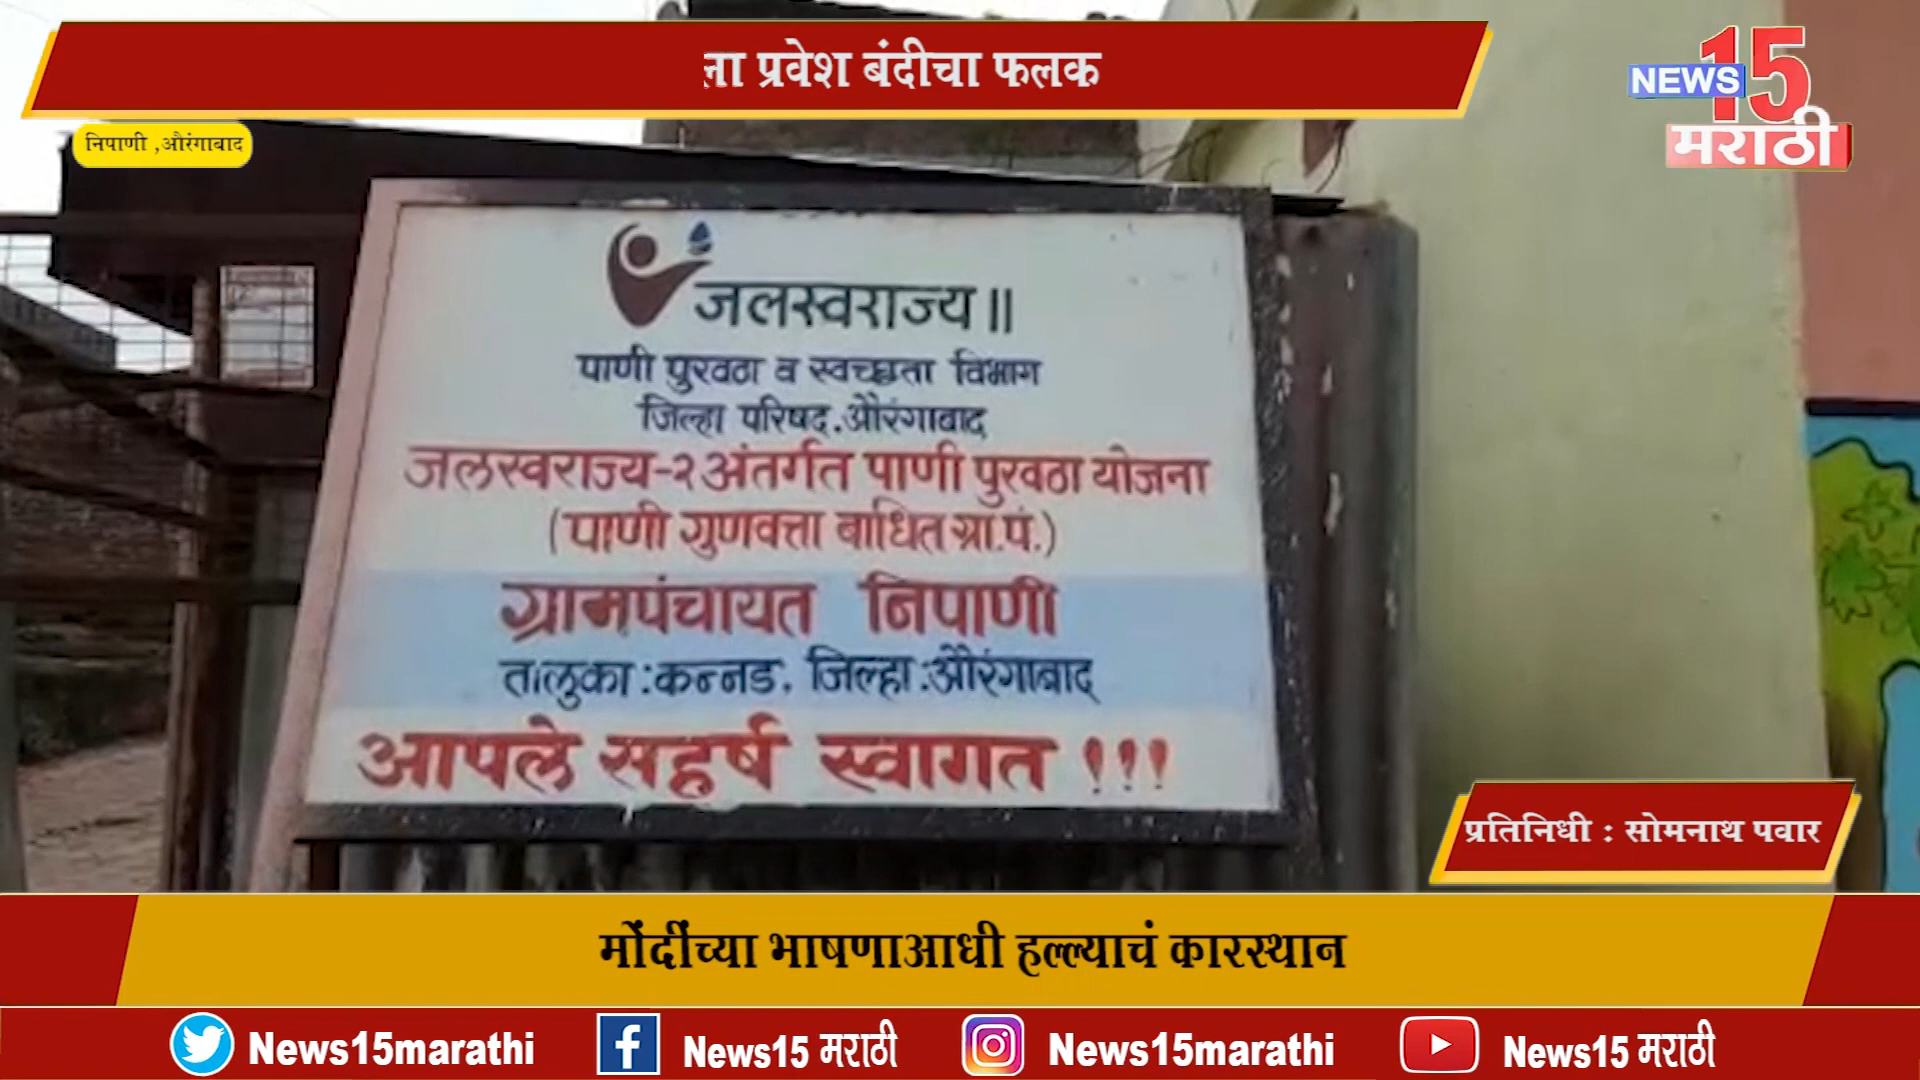 प्रवेश बंदीचा फलक
NEWS 15
मराठी
निपाणी ,औरंगाबाद
जलस्वराज्य ॥
पाणी पुरवठा व स्वच्छता विभाग
जिल्हा परिषद.औरंगाबाद
जलस्वराज्य-२ अंतर्गत पाणी पुरवठा योजना
(पाणी गुणवत्ता बाधित ग्रा.पं.)
ग्रामपंचायत निपाणी
तालुका:कन्नड. जिल्हा:औरंगाबाद
आपले सहर्ष स्वागत !!!
प्रतिनिधी : सोमनाथ पवार
मोंदींच्या भाषणाआधी हल्ल्याचं कारस्थान
News15marathi
News15 मराठी
News15marathi
News15 मराठी